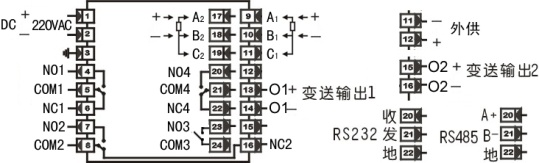 DC + 220VAC 1 17 A2 + 9 A1 +
− 2 18 B2 − 10 B1 −
3 19 C2 11 C1
NO1 4 NO4 20 12
COM1 5 COM4 21 13 O1+ 变送输出1
NC1 6 NC4 22 14 O1−
NO2 7 NO3 23 15
COM2 8 COM3 24 16 NC2
11 − 外供
12 +
15 O2+ 变送输出2
16 O2−
收 20 A+ 20
RS232 发 21 RS485 B− 21
地 22 地 22